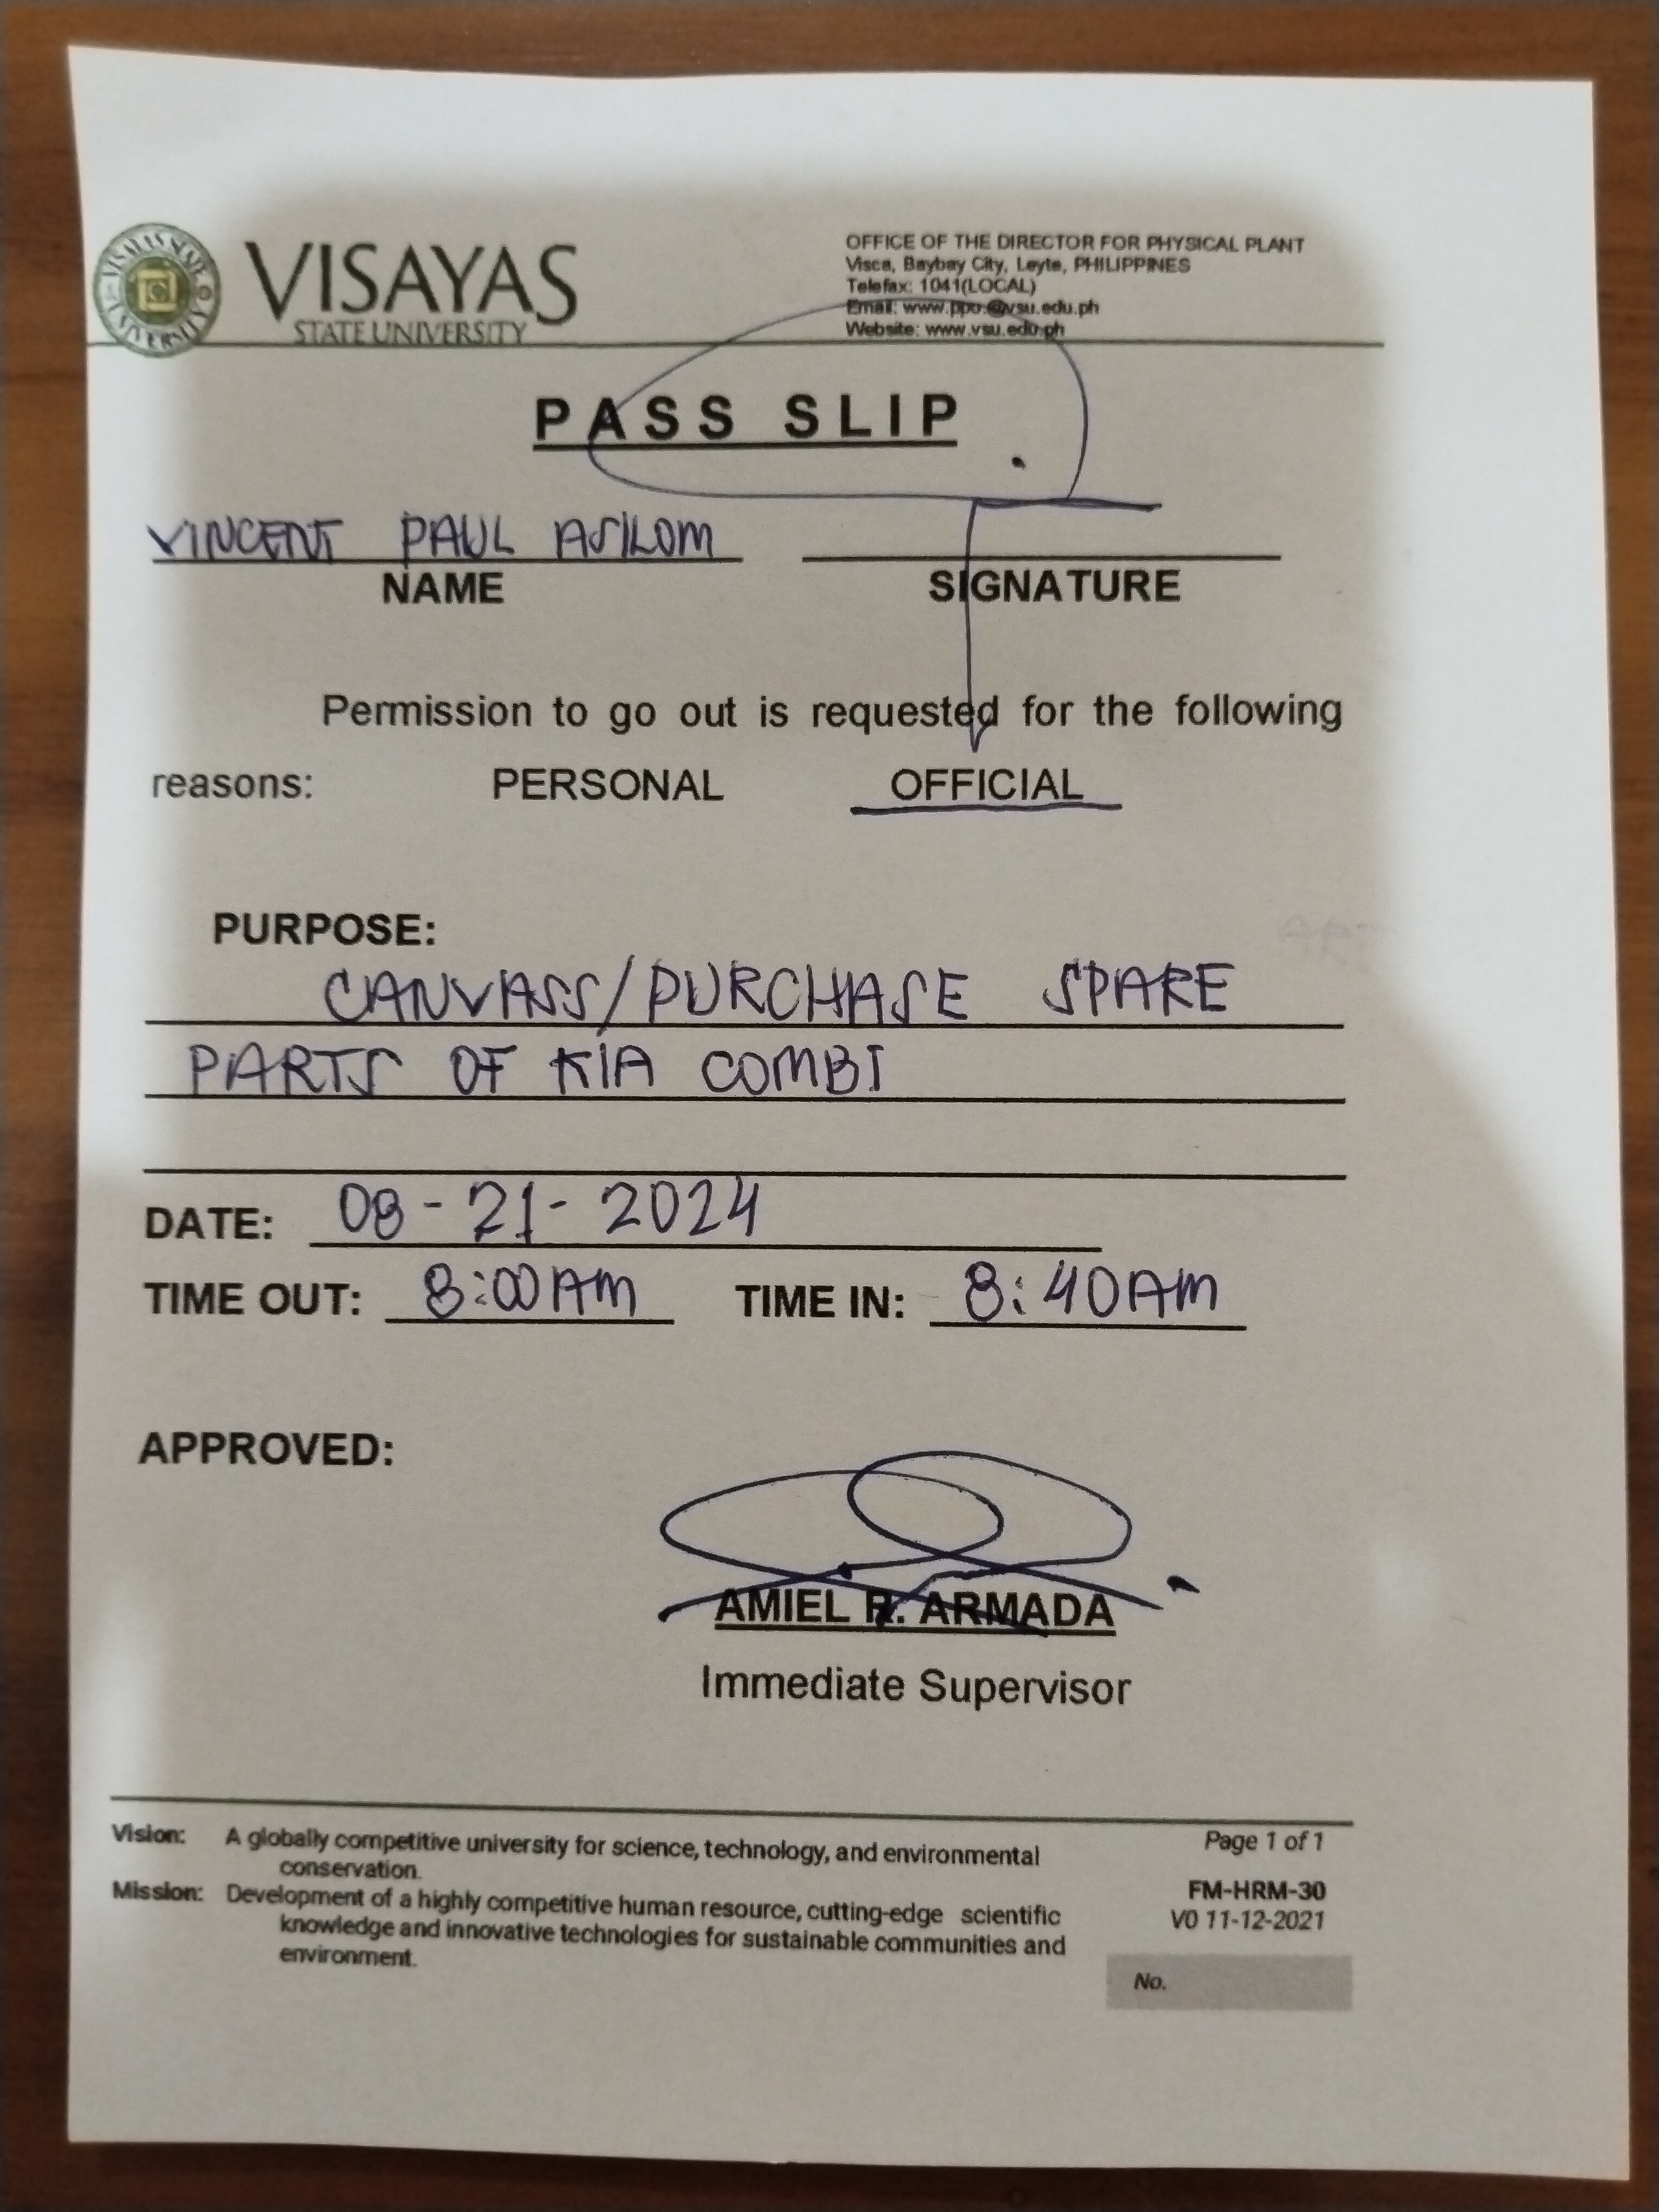 VISAYAS STATE UNIVERSITY
VISAYAS
STATE UNIVERSITY
OFFICE OF THE DIRECTOR FOR PHYSICAL PLANT
Visca, Baybay City, Leyte, PHILIPPINES
Telefax: 1041(LOCAL)
Email: www.ppo.@vsu.edu.ph
Website: www.vsu.edu.ph
PASS SLIP
VINCENT PAUL ASILOM
NAME SIGNATURE
Permission to go out is requested for the following
reasons: PERSONAL OFFICIAL
PURPOSE:
CANVASS/PURCHASE SPARE
PARTS OF KIA COMBI
DATE: 08-21-2024
TIME OUT: 8:00AM TIME IN: 8:40AM
APPROVED:
AMIEL R. ARMADA
Immediate Supervisor
Vision: A globally competitive university for science, technology, and environmental
conservation.
Mission: Development of a highly competitive human resource, cutting-edge scientific
knowledge and innovative technologies for sustainable communities and
environment.
Page 1 of 1
FM-HRM-30
V0 11-12-2021
No.